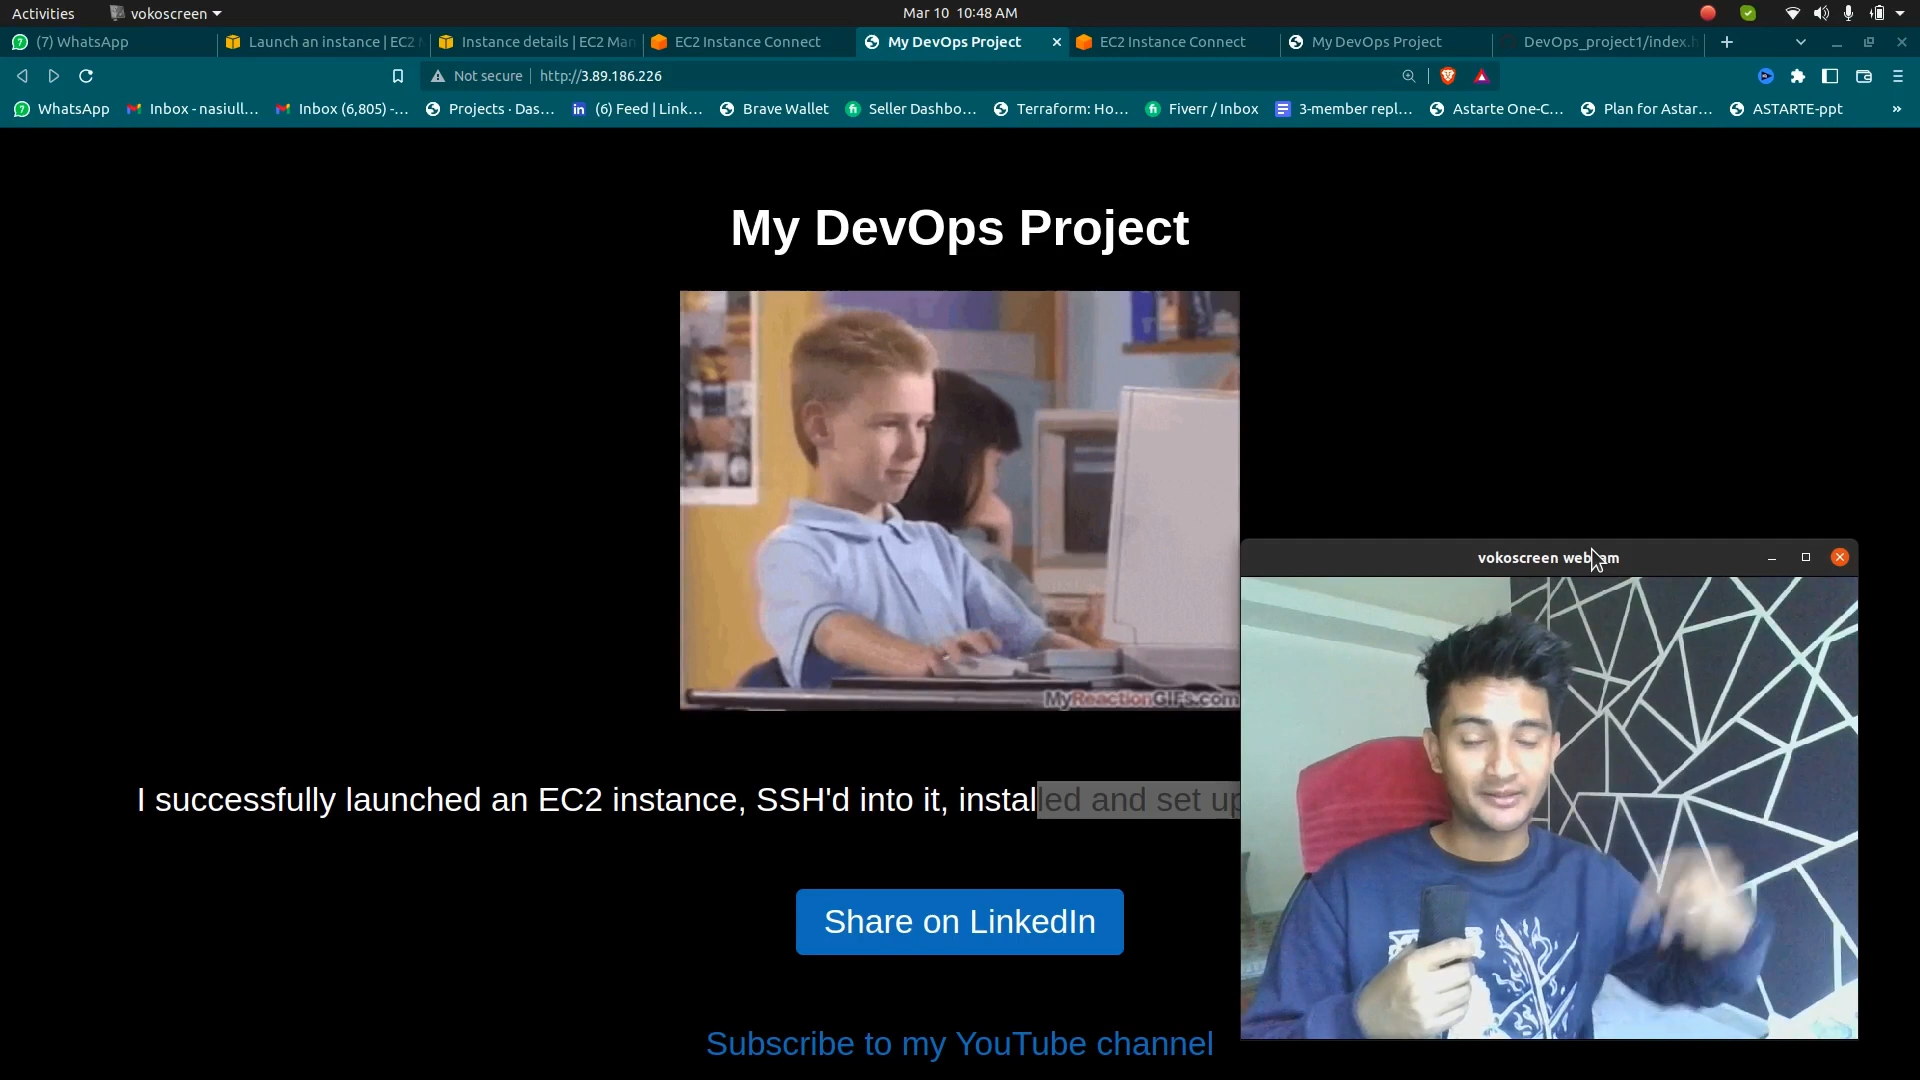 Activities vokoscreen Mar 10 10:48 AM
(7) WhatsApp Launch an instance | EC2 Instance details | EC2 Man EC2 Instance Connect My DevOps Project EC2 Instance Connect My DevOps Project DevOps_project1/index.h
Not secure http://3.89.186.226
WhatsApp Inbox - nasiull... Inbox (6,805) -... Projects · Das... (6) Feed | Link... Brave Wallet Seller Dashbo... Terraform: Ho... Fiverr / Inbox 3-member repl... Astarte One-C... Plan for Astar... ASTARTE-ppt »
My DevOps Project
MyReactionGIFs.com
vokoscreen webcam
I successfully launched an EC2 instance, SSH'd into it, installed and set up
Share on LinkedIn
Subscribe to my YouTube channel